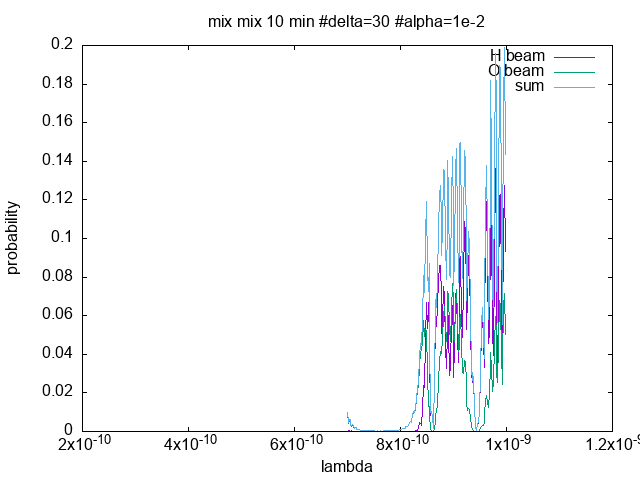 mix mix 10 min #delta=30 #alpha=1e-2
H beam
O beam
sum
probability
0.2
0.18
0.16
0.14
0.12
0.1
0.08
0.06
0.04
0.02
0
2x10⁻¹⁰ 4x10⁻¹⁰ 6x10⁻¹⁰ 8x10⁻¹⁰ 1x10⁻⁹ 1.2x10⁻⁹
lambda